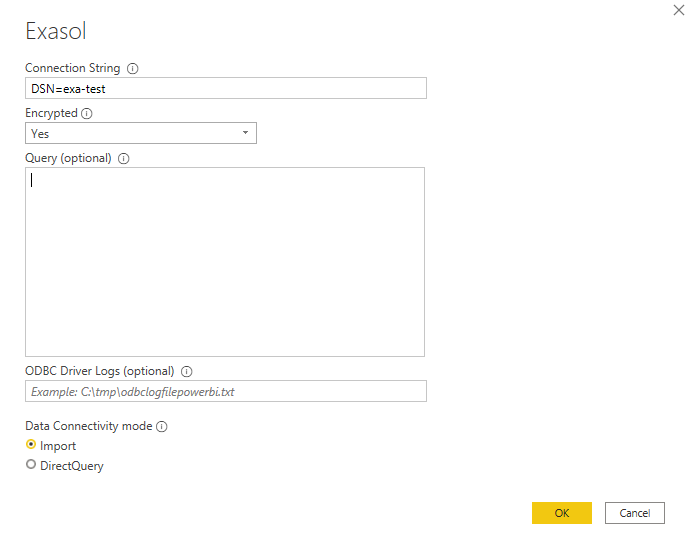 Exasol
Connection String
DSN=exa-test
Encrypted
Yes
Query (optional)
ODBC Driver Logs (optional)
Example: C:\tmp\odbclogfilepowerbi.txt
Data Connectivity mode
Import
DirectQuery
OK Cancel